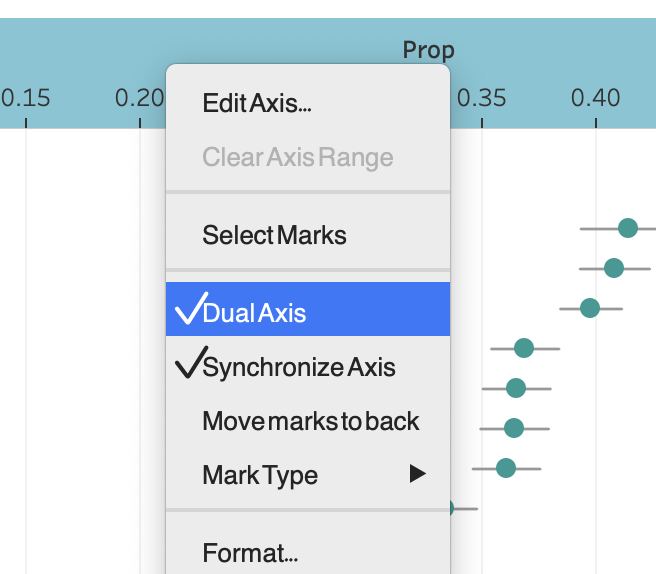 Prop
0.15 0.20 0.35 0.40
Edit Axis...
Clear Axis Range
Select Marks
Dual Axis
Synchronize Axis
Move marks to back
Mark Type
Format...